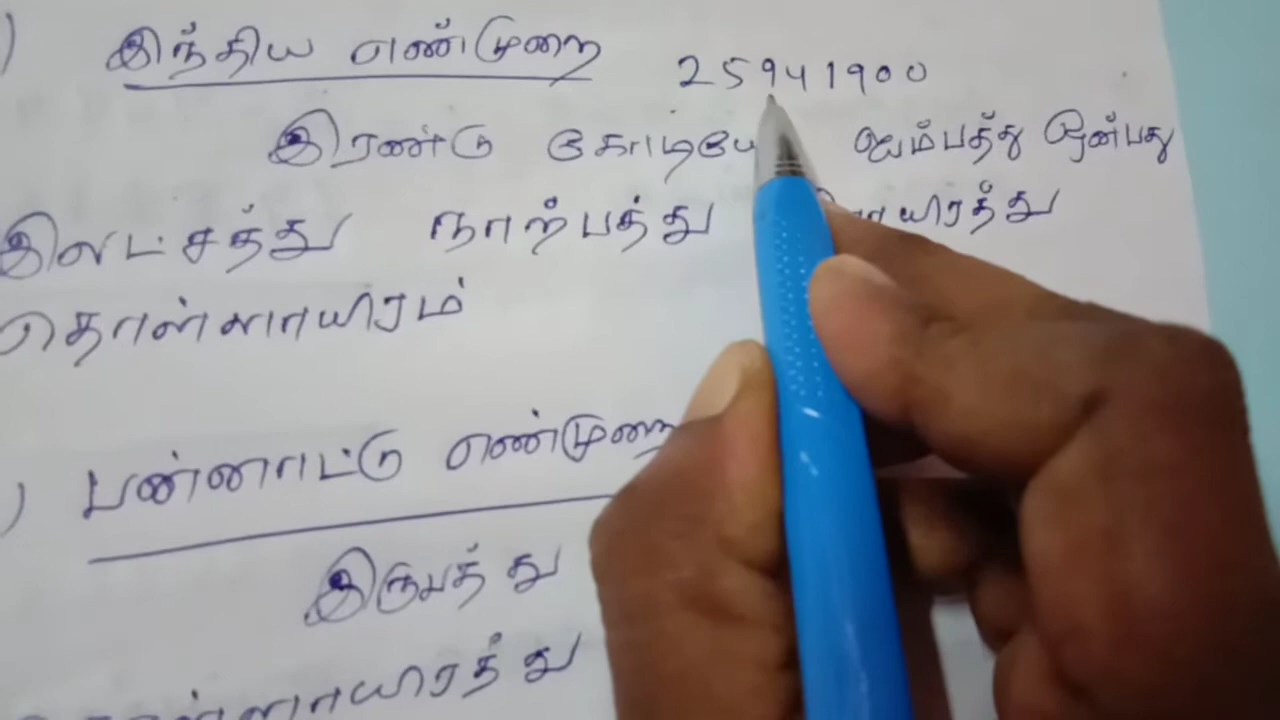 ) இந்திய எண்முறை 25941900
இரண்டு கோடியே ஐம்பத்து ஒன்பது
இலட்சத்து நாற்பத்து
தொள்ளாயிரம்
) பன்னாட்டு எண்முறை
இருபத்து